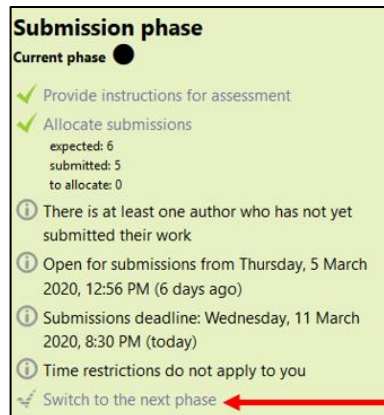 Submission phase
Current phase
Provide instructions for assessment
Allocate submissions
expected: 6
submitted: 5
to allocate: 0
There is at least one author who has not yet
submitted their work
Open for submissions from Thursday, 5 March
2020, 12:56 PM (6 days ago)
Submissions deadline: Wednesday, 11 March
2020, 8:30 PM (today)
Time restrictions do not apply to you
Switch to the next phase